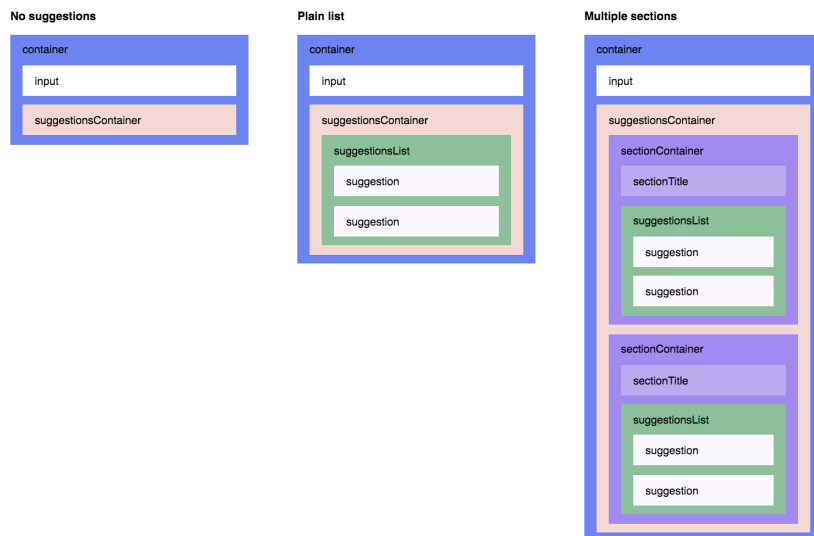 No suggestions
container
input
suggestionsContainer
Plain list
container
input
suggestionsContainer
suggestionsList
suggestion
suggestion
Multiple sections
container
input
suggestionsContainer
sectionContainer
sectionTitle
suggestionsList
suggestion
suggestion
sectionContainer
sectionTitle
suggestionsList
suggestion
suggestion